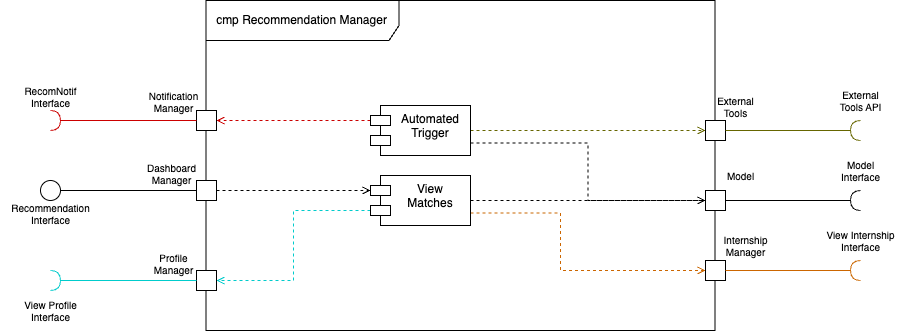 cmp Recommendation Manager
RecomNotif
Interface
Notification
Manager
Automated
Trigger
External
Tools
External
Tools API
Dashboard
Manager
Recommendation
Interface
View
Matches
Model
Model
Interface
Profile
Manager
View Profile
Interface
Internship
Manager
View Internship
Interface